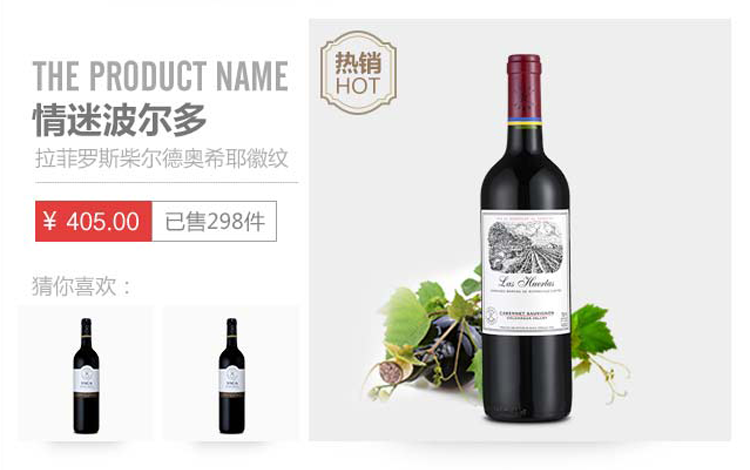 THE PRODUCT NAME
情迷波尔多
拉菲罗斯柴尔德奥希耶徽纹
¥ 405.00
已售298件
猜你喜欢：
热销
HOT
Las Huertas
CABERNET SAUVIGNON
COLCHAGUA VALLEY